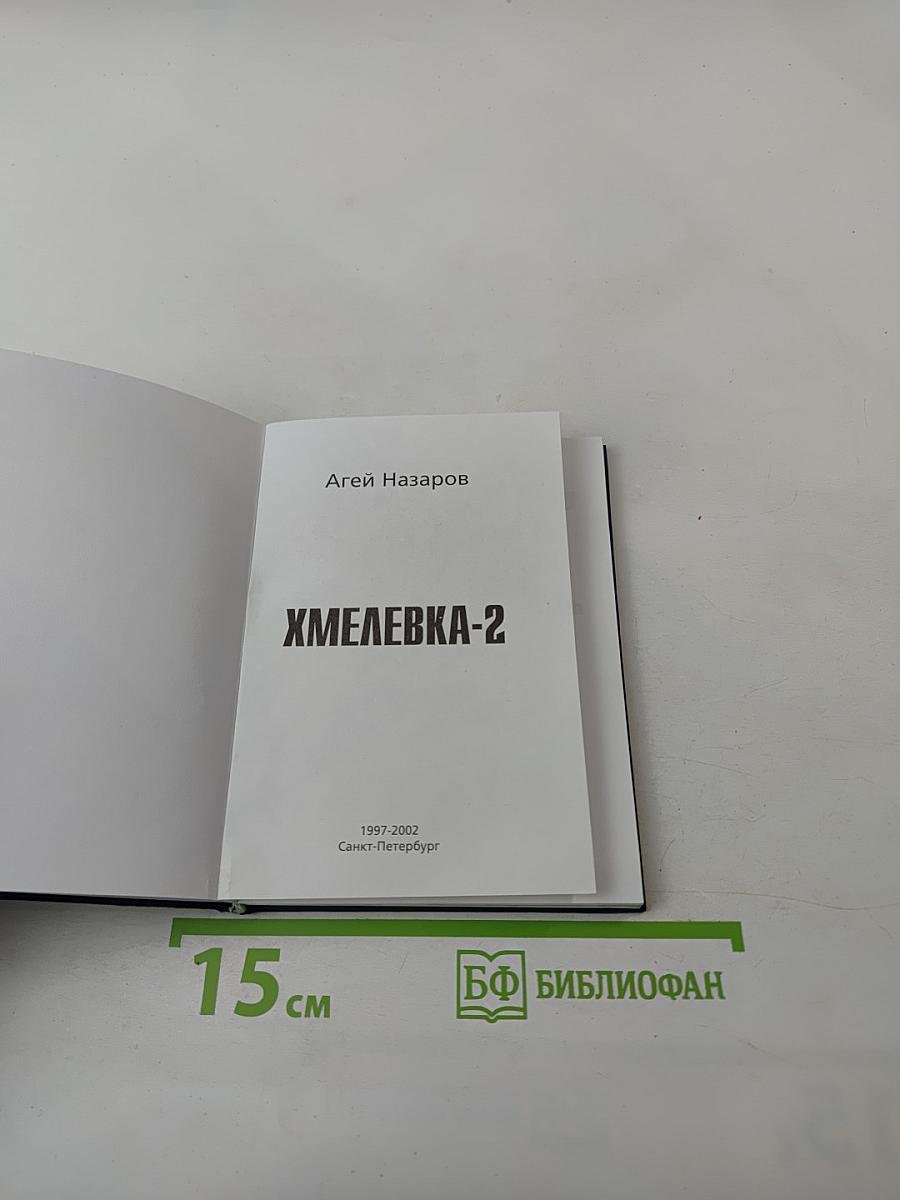 Агей Назаров
ХМЕЛЕВКА-2
1997-2002
Санкт-Петербург
15 см
БФ БИБЛИОФАН